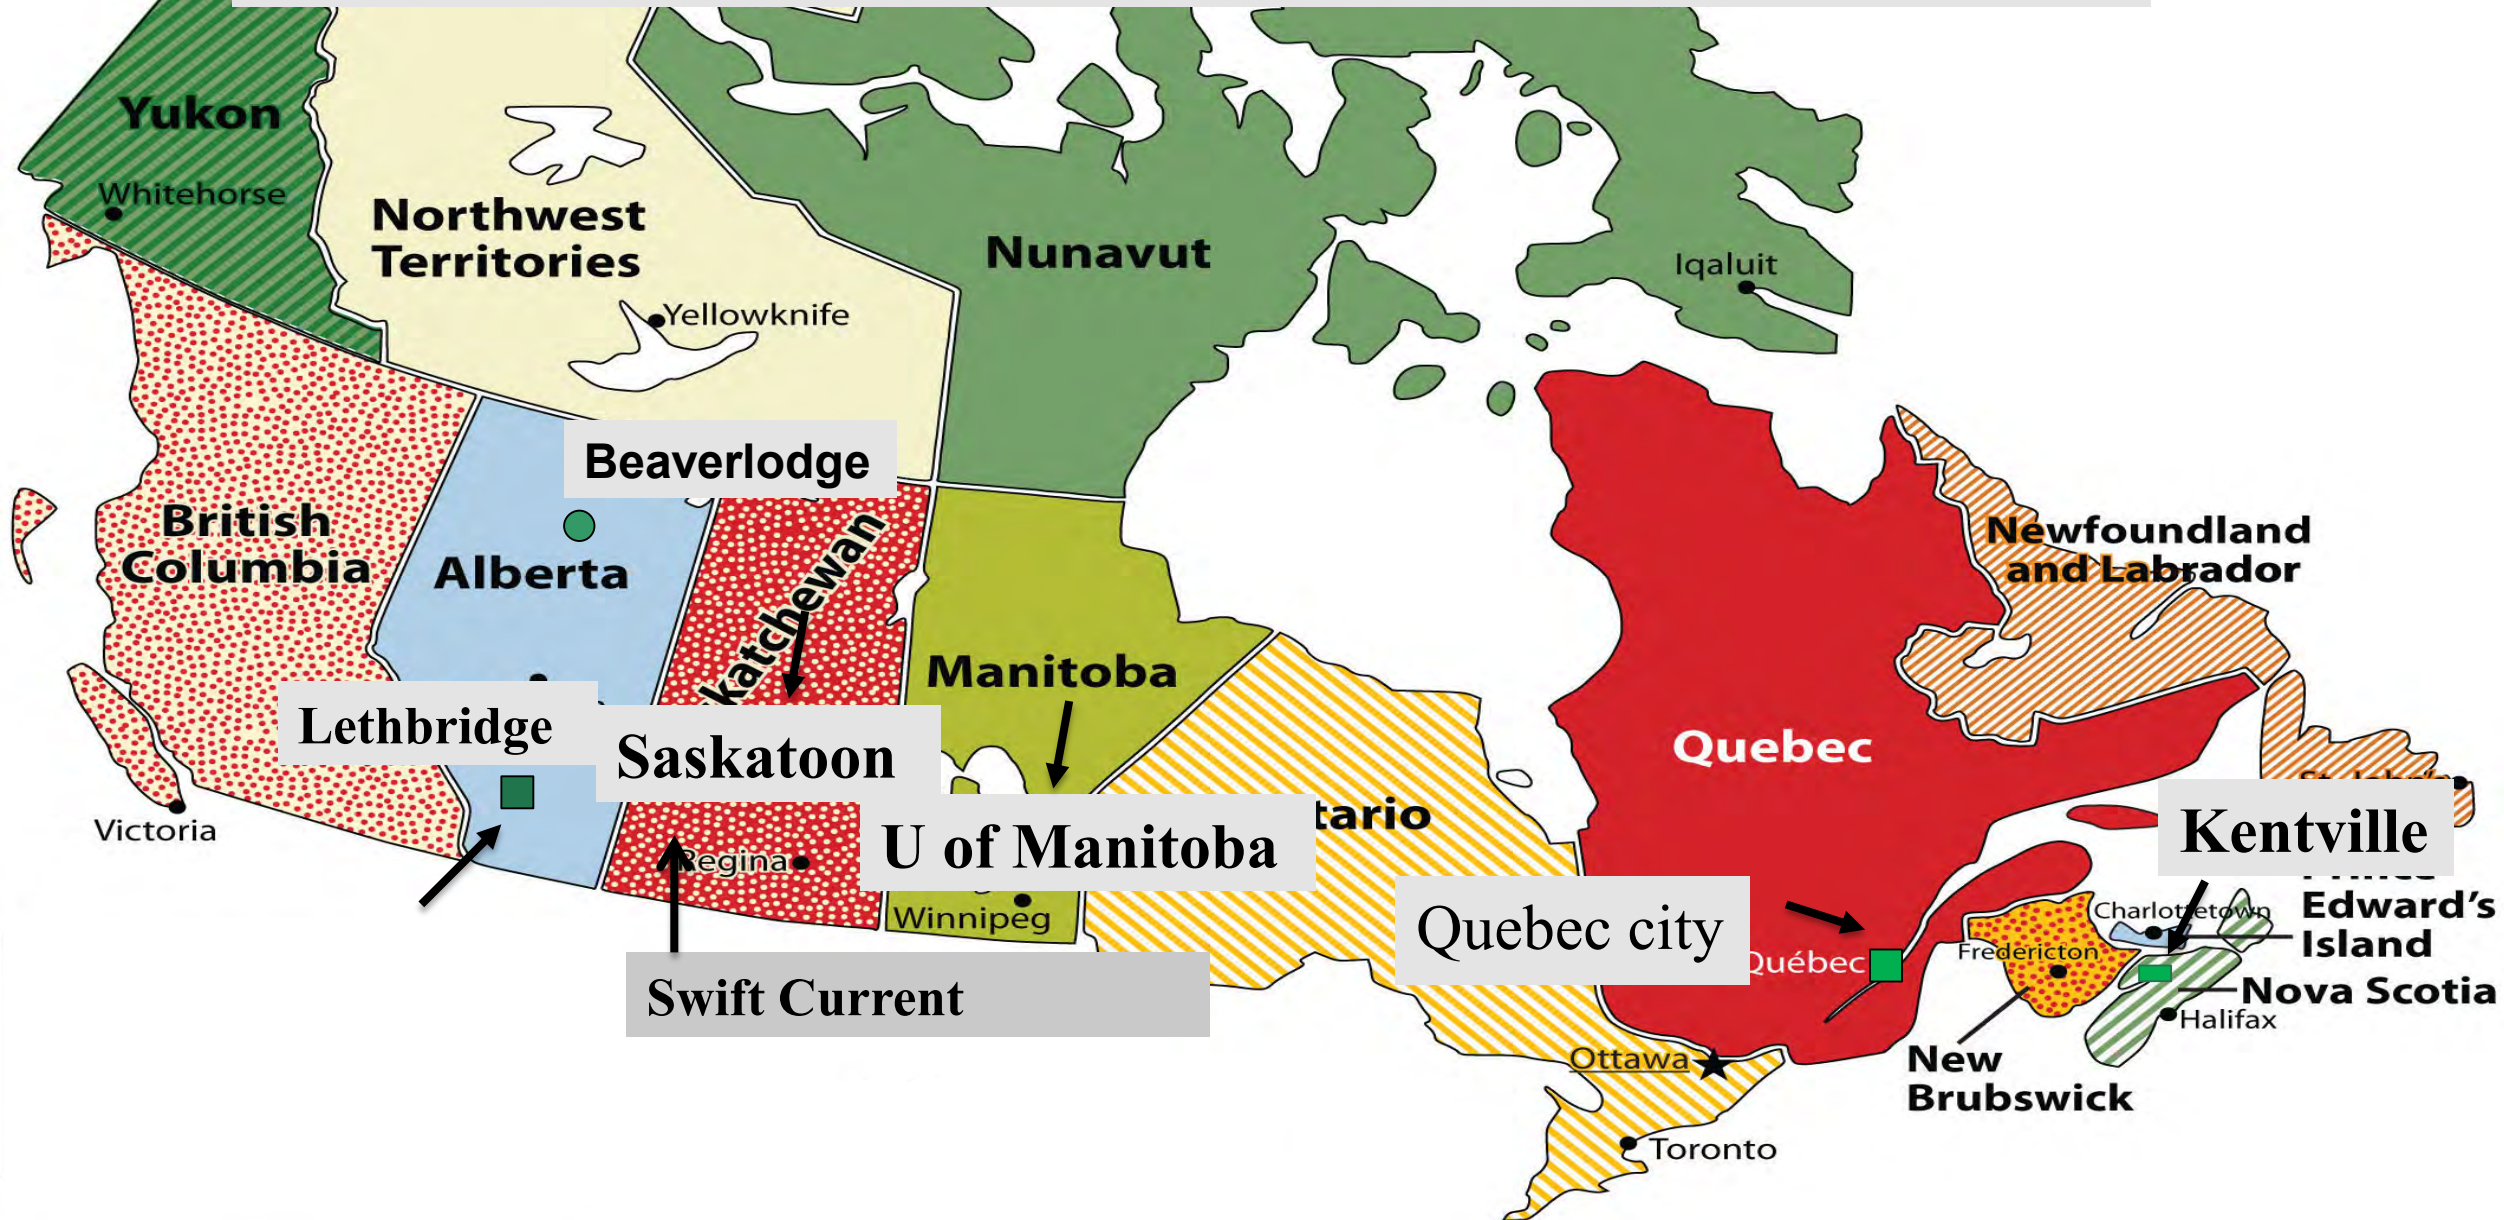 Yukon
Whitehorse
Northwest
Territories
Yellowknife
Nunavut
Iqaluit
Beaverlodge
British
Columbia
Alberta
katchewan
Manitoba
Newfoundland
and Labrador
Lethbridge
Saskatoon
Quebec
Victoria
Regina
U of Manitoba
tario
Kentville
Winnipeg
Quebec city
Québec
Charlottetown
Edward's
Island
Fredericton
Swift Current
Nova Scotia
Halifax
Ottawa
New
Brubswick
Toronto